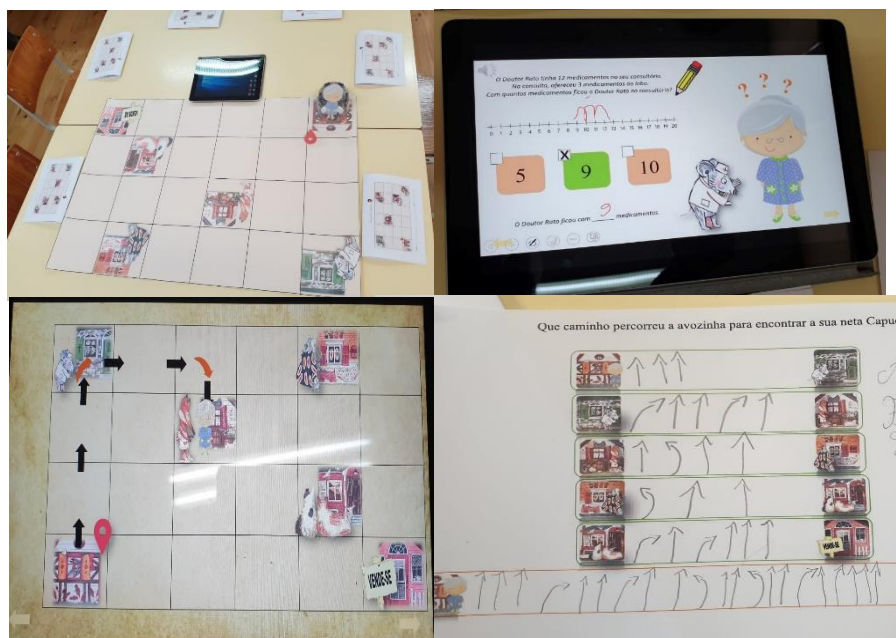 VENDE-SE
O Doutor Rato tinha 12 medicamentos no seu consultório.
Na consulta, ofereceu 3 medicamentos ao lobo.
Com quantos medicamentos ficou o Doutor Rato no consultório?
0 1 2 3 4 5 6 7 8 9 10 11 12 13 14 15 16 17 18 19 20
X
5 9 10
O Doutor Rato ficou com 9 medicamentos.
? ? ?
VENDE-SE
Que caminho percorreu a avozinha para encontrar a sua neta Capuc
VENDE-SE